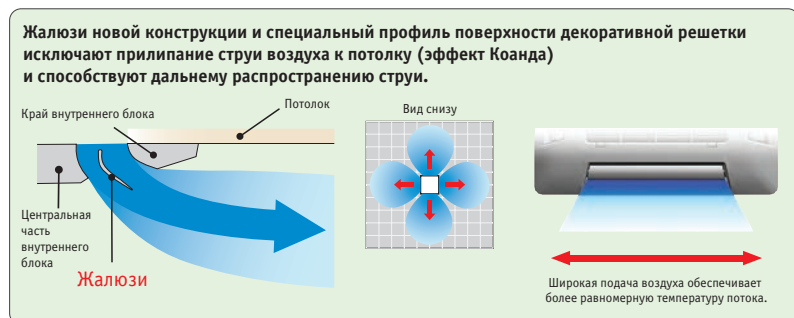 Жалюзи новой конструкции и специальный профиль поверхности декоративной решетки
исключают прилипание струи воздуха к потолку (эффект Коанда)
и способствуют дальнему распространению струи.
Край внутреннего блока
Потолок
Центральная
часть
внутреннего
блока
Жалюзи
Вид снизу
Широкая подача воздуха обеспечивает
более равномерную температуру потока.